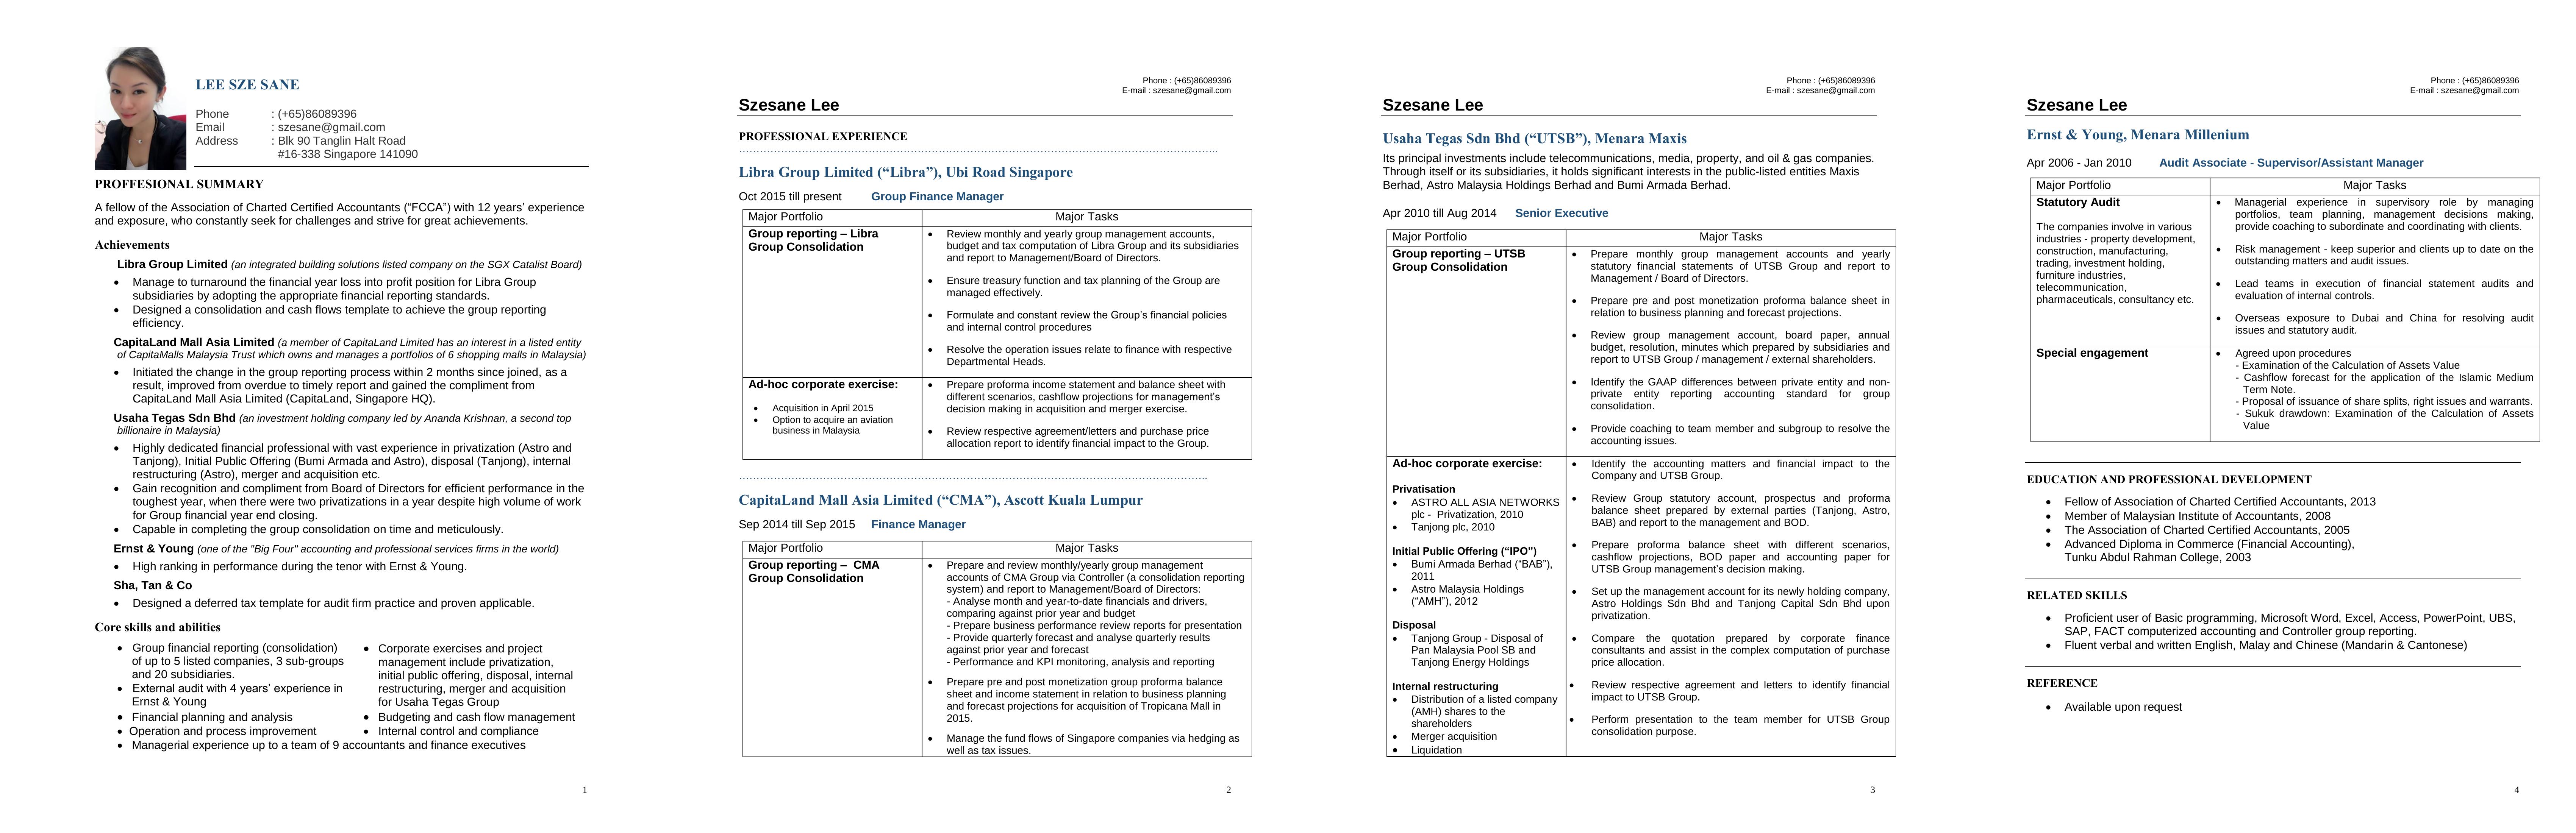 LEE SZE SANE
Phone : (+65)86089396
Email : szesane@gmail.com
Address : Blk 90 Tanglin Halt Road
#16-338 Singapore 141090
PROFFESIONAL SUMMARY
A fellow of the Association of Charted Certified Accountants (“FCCA”) with 12 years’ experience
and exposure, who constantly seek for challenges and strive for great achievements.
Achievements
Libra Group Limited (an integrated building solutions listed company on the SGX Catalist Board)
• Manage to turnaround the financial year loss into profit position for Libra Group
subsidiaries by adopting the appropriate financial reporting standards.
• Designed a consolidation and cash flows template to achieve the group reporting
efficiency.
CapitaLand Mall Asia Limited (a member of CapitaLand Limited has an interest in a listed entity
of CapitaMalls Malaysia Trust which owns and manages a portfolios of 6 shopping malls in Malaysia)
• Initiated the change in the group reporting process within 2 months since joined, as a
result, improved from overdue to timely report and gained the compliment from
CapitaLand Mall Asia Limited (CapitaLand, Singapore HQ).
Usaha Tegas Sdn Bhd (an investment holding company led by Ananda Krishnan, a second top
billionaire in Malaysia)
• Highly dedicated financial professional with vast experience in privatization (Astro and
Tanjong), Initial Public Offering (Bumi Armada and Astro), disposal (Tanjong), internal
restructuring (Astro), merger and acquisition etc.
• Gain recognition and compliment from Board of Directors for efficient performance in the
toughest year, when there were two privatizations in a year despite high volume of work
for Group financial year end closing.
• Capable in completing the group consolidation on time and meticulously.
Ernst & Young (one of the "Big Four" accounting and professional services firms in the world)
• High ranking in performance during the tenor with Ernst & Young.
Sha, Tan & Co
• Designed a deferred tax template for audit firm practice and proven applicable.
Core skills and abilities
• Group financial reporting (consolidation)
of up to 5 listed companies, 3 sub-groups
and 20 subsidiaries.
• External audit with 4 years’ experience in
Ernst & Young
• Financial planning and analysis
• Operation and process improvement
• Managerial experience up to a team of 9 accountants and finance executives
• Corporate exercises and project
management include privatization,
initial public offering, disposal, internal
restructuring, merger and acquisition
for Usaha Tegas Group
• Budgeting and cash flow management
• Internal control and compliance
1
Phone : (+65)86089396
E-mail : szesane@gmail.com
Szesane Lee
PROFESSIONAL EXPERIENCE
Libra Group Limited (“Libra”), Ubi Road Singapore
Oct 2015 till present Group Finance Manager
Major Portfolio Major Tasks
Group reporting – Libra
Group Consolidation
• Review monthly and yearly group management accounts,
budget and tax computation of Libra Group and its subsidiaries
and report to Management/Board of Directors.
• Ensure treasury function and tax planning of the Group are
managed effectively.
• Formulate and constant review the Group’s financial policies
and internal control procedures
• Resolve the operation issues relate to finance with respective
Departmental Heads.
Ad-hoc corporate exercise:
• Acquisition in April 2015
• Option to acquire an aviation
business in Malaysia
• Prepare proforma income statement and balance sheet with
different scenarios, cashflow projections for management’s
decision making in acquisition and merger exercise.
• Review respective agreement/letters and purchase price
allocation report to identify financial impact to the Group.
CapitaLand Mall Asia Limited (“CMA”), Ascott Kuala Lumpur
Sep 2014 till Sep 2015 Finance Manager
Major Portfolio Major Tasks
Group reporting – CMA
Group Consolidation
• Prepare and review monthly/yearly group management
accounts of CMA Group via Controller (a consolidation reporting
system) and report to Management/Board of Directors:
- Analyse month and year-to-date financials and drivers,
comparing against prior year and budget
- Prepare business performance review reports for presentation
- Provide quarterly forecast and analyse quarterly results
against prior year and forecast
- Performance and KPI monitoring, analysis and reporting
• Prepare pre and post monetization group proforma balance
sheet and income statement in relation to business planning
and forecast projections for acquisition of Tropicana Mall in
2015.
• Manage the fund flows of Singapore companies via hedging as
well as tax issues.
2
Phone : (+65)86089396
E-mail : szesane@gmail.com
Szesane Lee
Usaha Tegas Sdn Bhd (“UTSB”), Menara Maxis
Its principal investments include telecommunications, media, property, and oil & gas companies.
Through itself or its subsidiaries, it holds significant interests in the public-listed entities Maxis
Berhad, Astro Malaysia Holdings Berhad and Bumi Armada Berhad.
Apr 2010 till Aug 2014 Senior Executive
Major Portfolio Major Tasks
Group reporting – UTSB
Group Consolidation
• Prepare monthly group management accounts and yearly
statutory financial statements of UTSB Group and report to
Management / Board of Directors.
• Prepare pre and post monetization proforma balance sheet in
relation to business planning and forecast projections.
• Review group management account, board paper, annual
budget, resolution, minutes which prepared by subsidiaries and
report to UTSB Group / management / external shareholders.
• Identify the GAAP differences between private entity and non-
private entity reporting accounting standard for group
consolidation.
• Provide coaching to team member and subgroup to resolve the
accounting issues.
Ad-hoc corporate exercise:
Privatisation
• ASTRO ALL ASIA NETWORKS
plc - Privatization, 2010
• Tanjong plc, 2010
Initial Public Offering (“IPO”)
• Bumi Armada Berhad (“BAB”),
2011
• Astro Malaysia Holdings
(“AMH”), 2012
Disposal
• Tanjong Group - Disposal of
Pan Malaysia Pool SB and
Tanjong Energy Holdings
Internal restructuring
• Distribution of a listed company
(AMH) shares to the
shareholders
• Merger acquisition
• Liquidation
• Identify the accounting matters and financial impact to the
Company and UTSB Group.
• Review Group statutory account, prospectus and proforma
balance sheet prepared by external parties (Tanjong, Astro,
BAB) and report to the management and BOD.
• Prepare proforma balance sheet with different scenarios,
cashflow projections, BOD paper and accounting paper for
UTSB Group management’s decision making.
• Set up the management account for its newly holding company,
Astro Holdings Sdn Bhd and Tanjong Capital Sdn Bhd upon
privatization.
• Compare the quotation prepared by corporate finance
consultants and assist in the complex computation of purchase
price allocation.
• Review respective agreement and letters to identify financial
impact to UTSB Group.
• Perform presentation to the team member for UTSB Group
consolidation purpose.
3
Phone : (+65)86089396
E-mail : szesane@gmail.com
Szesane Lee
Ernst & Young, Menara Millenium
Apr 2006 - Jan 2010 Audit Associate - Supervisor/Assistant Manager
Major Portfolio Major Tasks
Statutory Audit
The companies involve in various
industries - property development,
construction, manufacturing,
trading, investment holding,
furniture industries,
telecommunication,
pharmaceuticals, consultancy etc.
• Managerial experience in supervisory role by managing
portfolios, team planning, management decisions making,
provide coaching to subordinate and coordinating with clients.
• Risk management - keep superior and clients up to date on the
outstanding matters and audit issues.
• Lead teams in execution of financial statement audits and
evaluation of internal controls.
• Overseas exposure to Dubai and China for resolving audit
issues and statutory audit.
Special engagement
• Agreed upon procedures
- Examination of the Calculation of Assets Value
- Cashflow forecast for the application of the Islamic Medium
Term Note.
- Proposal of issuance of share splits, right issues and warrants.
- Sukuk drawdown: Examination of the Calculation of Assets
Value
EDUCATION AND PROFESSIONAL DEVELOPMENT
• Fellow of Association of Charted Certified Accountants, 2013
• Member of Malaysian Institute of Accountants, 2008
• The Association of Charted Certified Accountants, 2005
• Advanced Diploma in Commerce (Financial Accounting),
Tunku Abdul Rahman College, 2003
RELATED SKILLS
• Proficient user of Basic programming, Microsoft Word, Excel, Access, PowerPoint, UBS,
SAP, FACT computerized accounting and Controller group reporting.
• Fluent verbal and written English, Malay and Chinese (Mandarin & Cantonese)
REFERENCE
• Available upon request
4